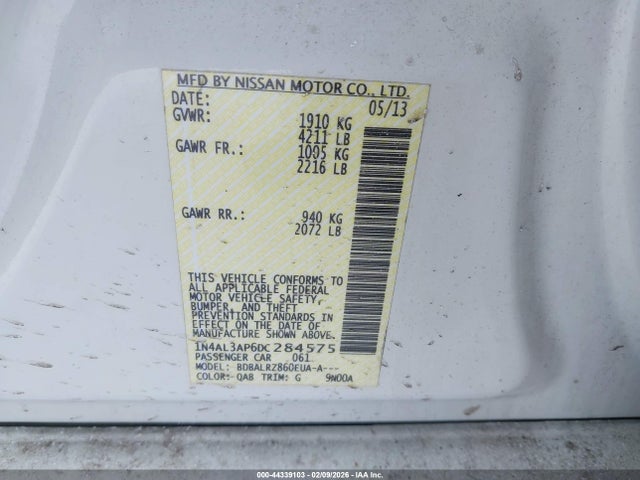 MFD BY NISSAN MOTOR CO., LTD.
DATE: 05/13
GVWR: 1910 KG
4211 LB
GAWR FR.: 1005 KG
2216 LB
GAWR RR.: 940 KG
2072 LB
THIS VEHICLE CONFORMS TO
ALL APPLICABLE FEDERAL
MOTOR VEHICLE SAFETY,
BUMPER, AND THEFT
PREVENTION STANDARDS IN
EFFECT ON THE DATE OF
MANUFACTURE SHOWN ABOVE.
1N4AL3AP6DC284575
PASSENGER CAR 061
MODEL: BDBALRZ860EUA-A---
COLOR: QAB TRIM: G 9N00A
000-44339103 - 02/09/2026 - IAA Inc.